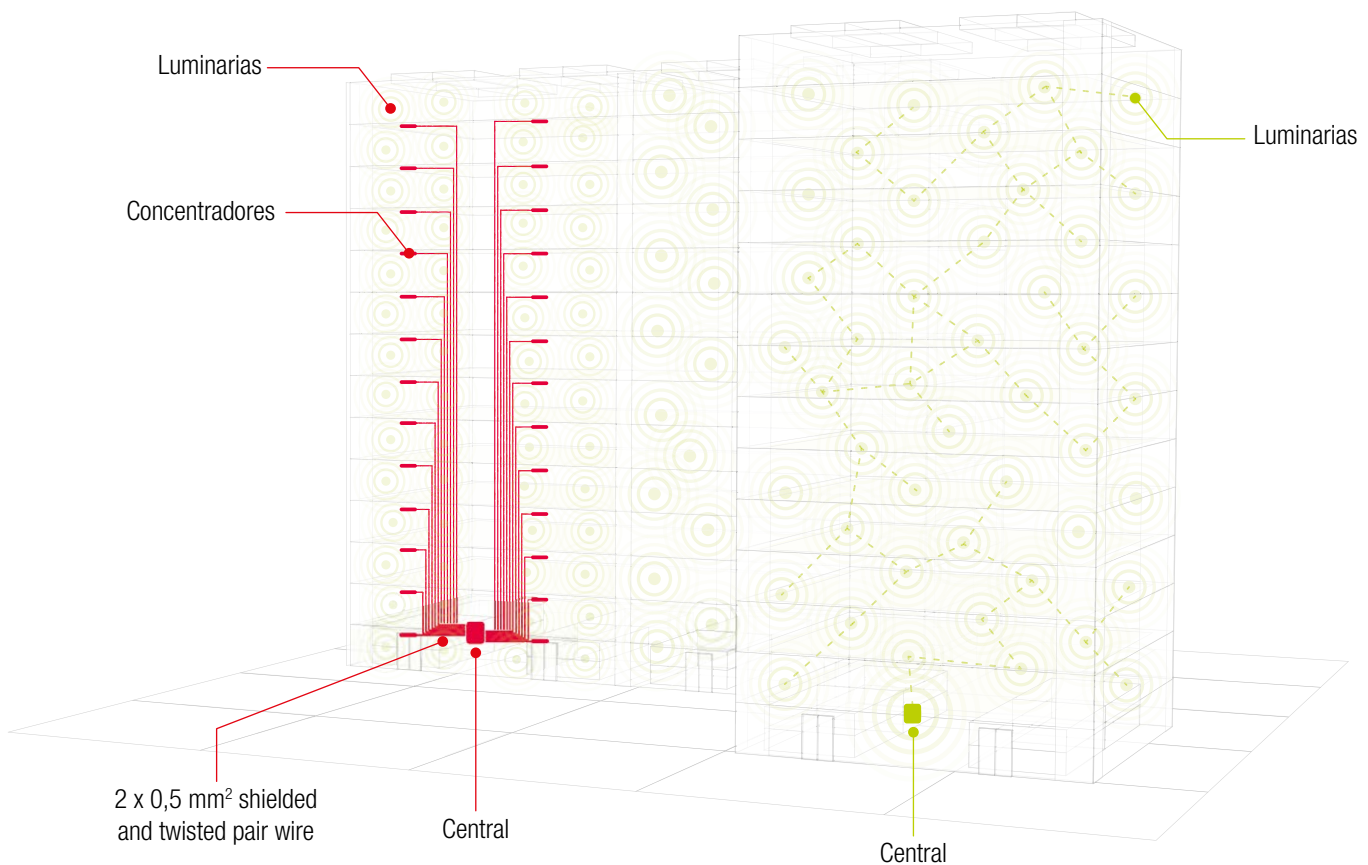 Luminarias
Luminarias
Concentradores
2 x 0,5 mm² shielded
and twisted pair wire
Central
Central